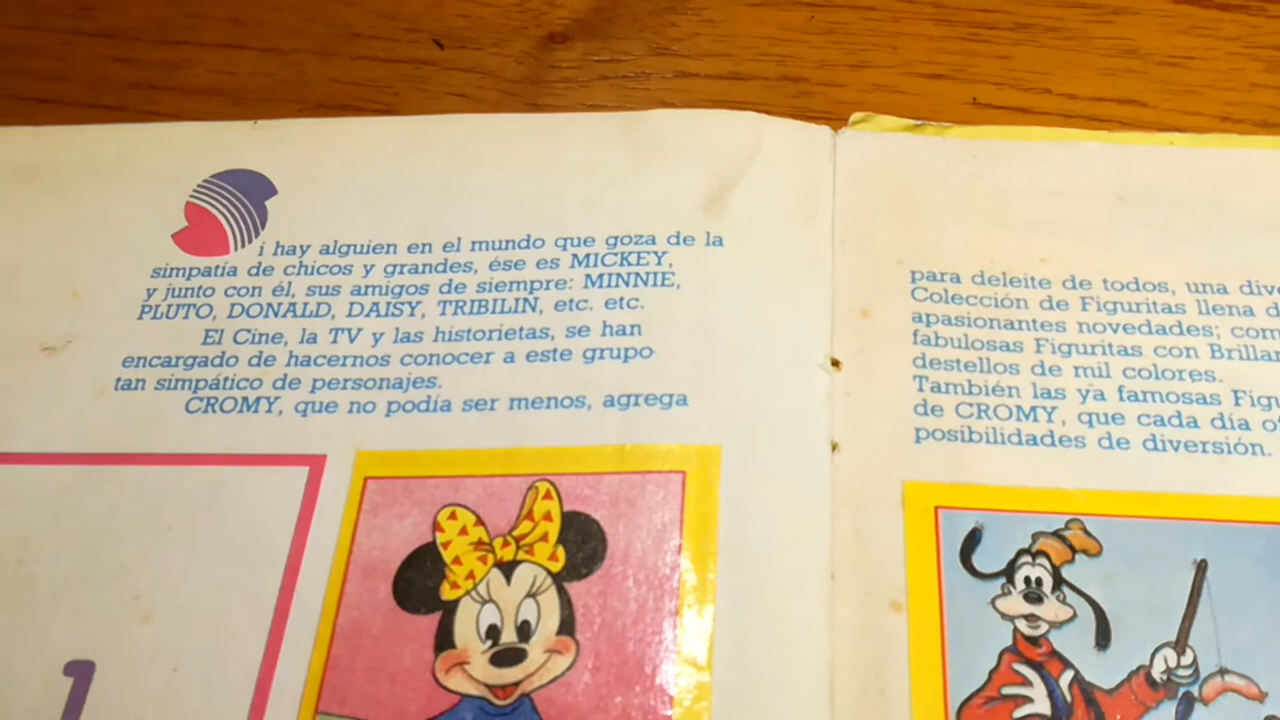 Si hay alguien en el mundo que goza de la
simpatía de chicos y grandes, ése es MICKEY,
y junto con él, sus amigos de siempre: MINNIE,
PLUTO, DONALD, DAISY, TRIBILIN, etc. etc.
El Cine, la TV y las historietas, se han
encargado de hacernos conocer a este grupo
tan simpático de personajes.
CROMY, que no podía ser menos, agrega
1
para deleite de todos, una
Colección de Figuritas llena
apasionantes novedades;
fabulosas Figuritas con
destellos de mil colores.
También las ya famosas
de CROMY, que cada día
posibilidades de diversión.